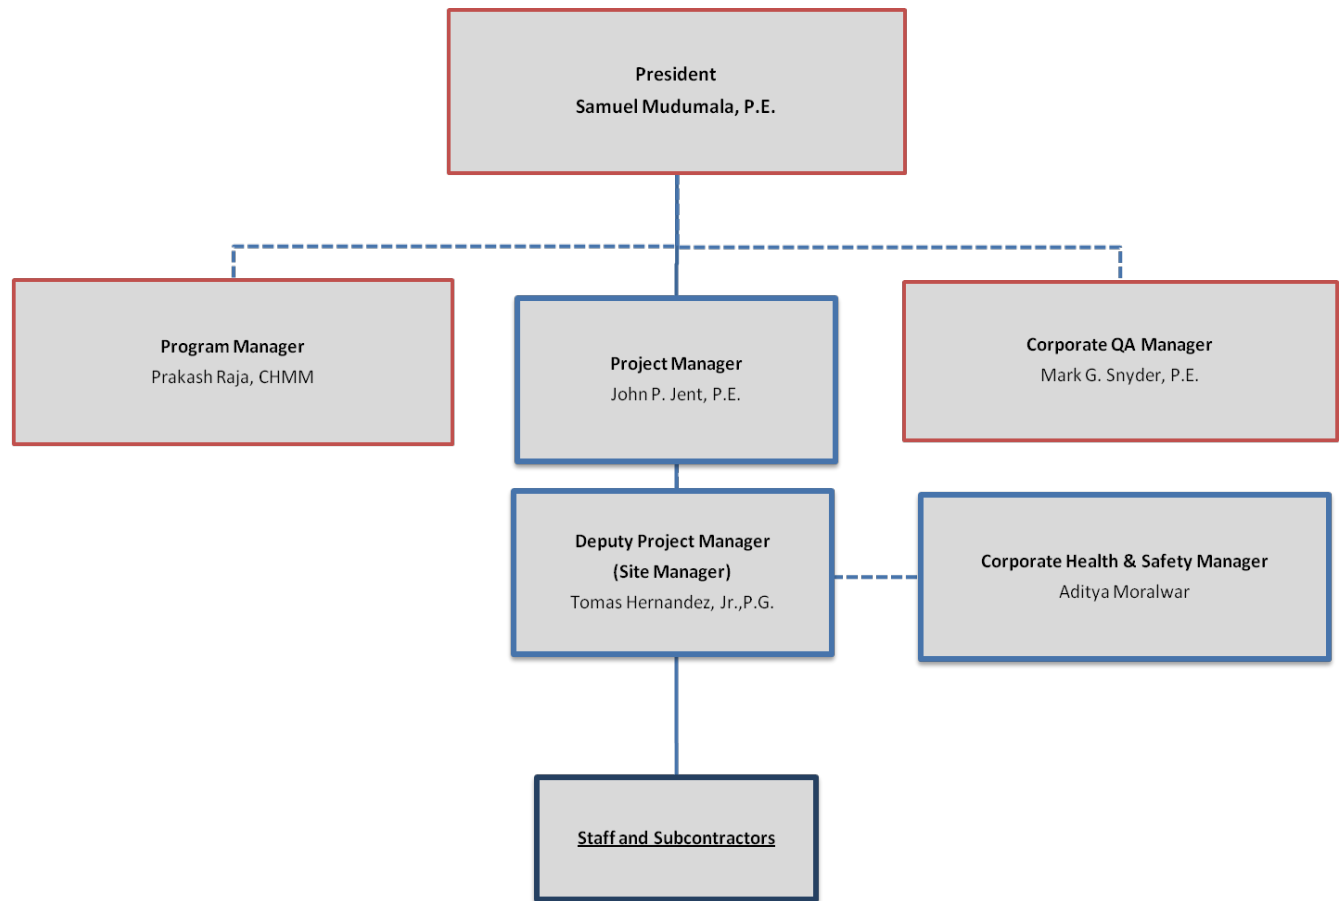 President
Samuel Mudumala, P.E.
Program Manager
Prakash Raja, CHMM
Project Manager
John P. Jent, P.E.
Corporate QA Manager
Mark G. Snyder, P.E.
Deputy Project Manager
(Site Manager)
Tomas Hernandez, Jr.,P.G.
Corporate Health & Safety Manager
Aditya Moralwar
Staff and Subcontractors